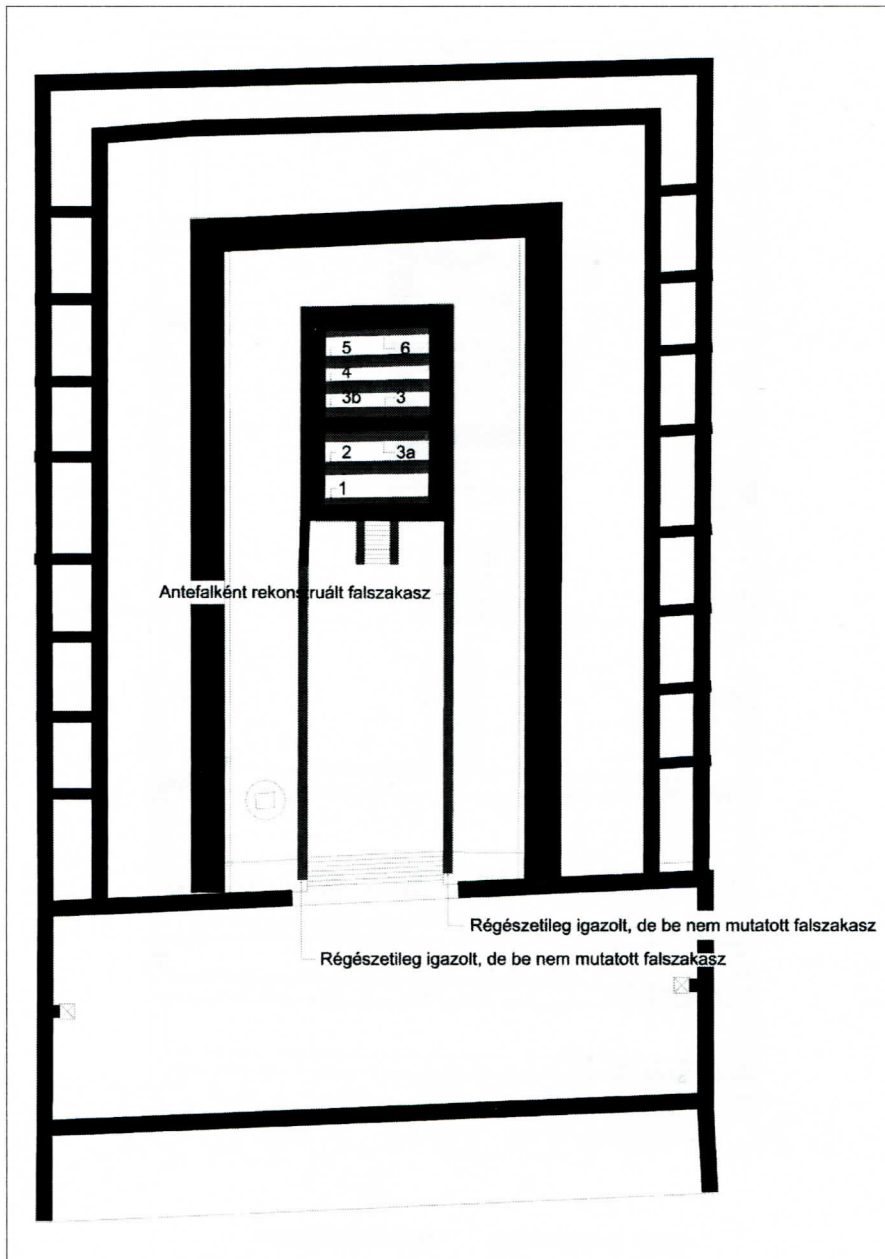 5 6
4
3b 3
2 3a
1
Antefalként rekonstruált falszakasz
Régészetileg igazolt, de be nem mutatott falszakasz
Régészetileg igazolt, de be nem mutatott falszakasz